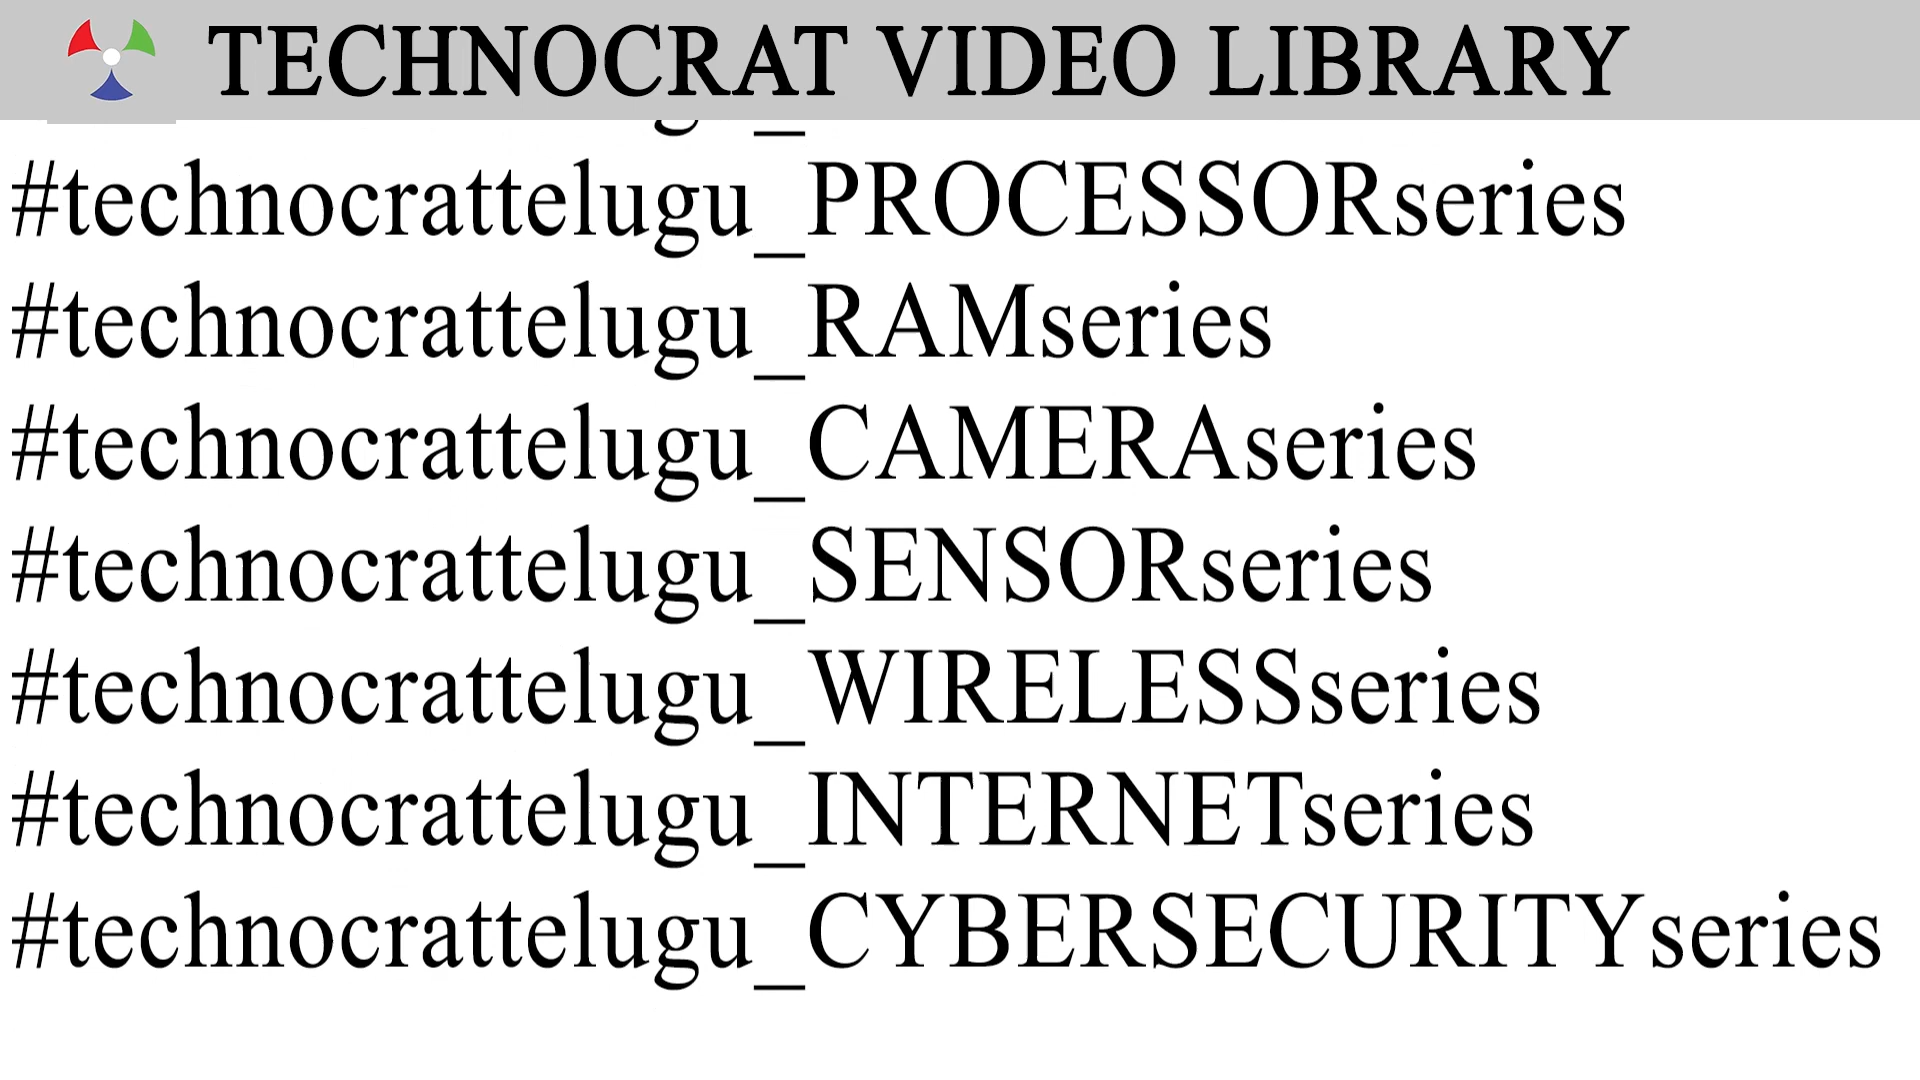 TECHNOCRAT VIDEO LIBRARY
#technocrattelugu_PROCESSORseries
#technocrattelugu_RAMseries
#technocrattelugu_CAMERAseries
#technocrattelugu_SENSORseries
#technocrattelugu_WIRELESSseries
#technocrattelugu_INTERNETseries
#technocrattelugu_CYBERSECURITYseries